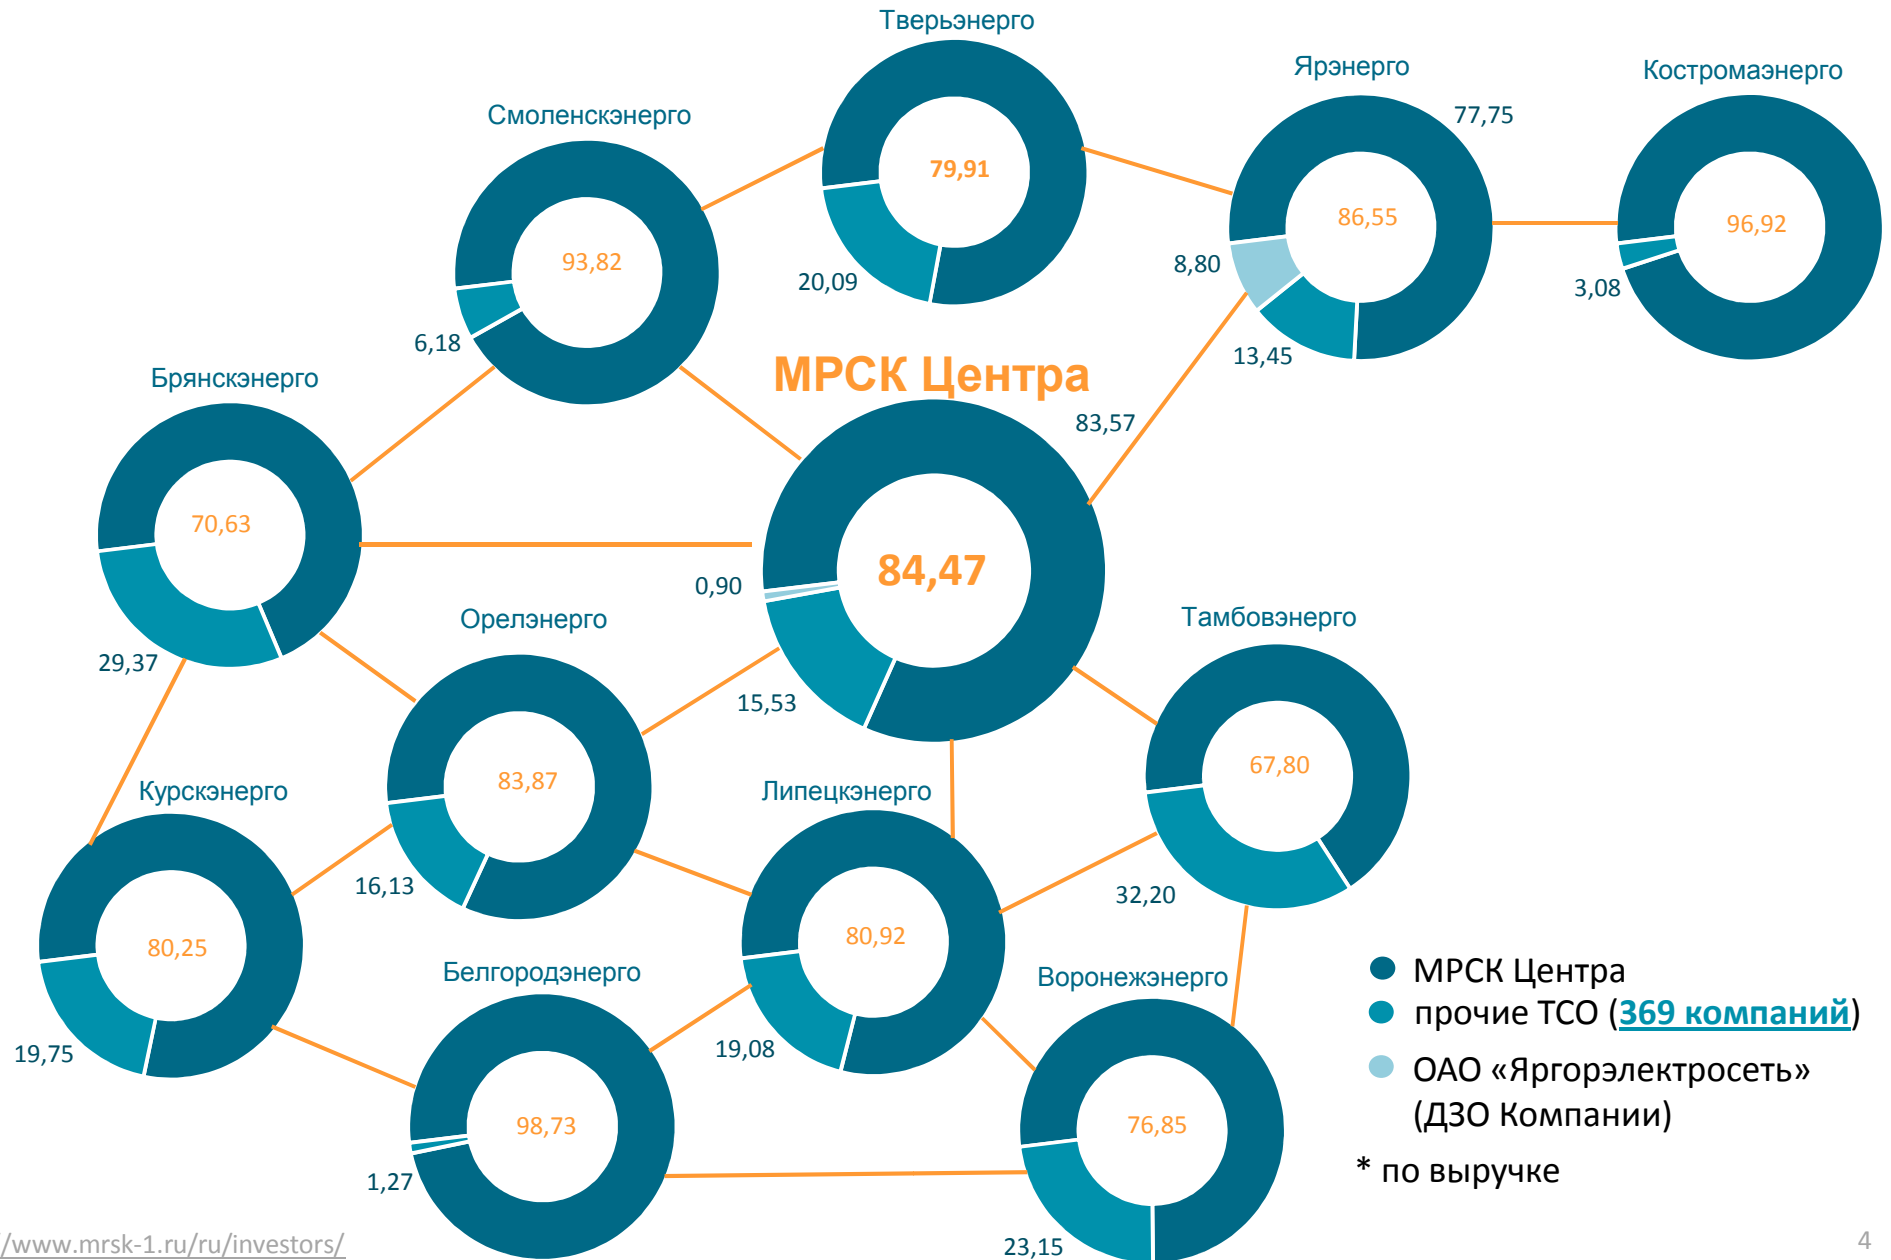 Тверьэнерго
79,91
20,09
Ярэнерго
77,75
86,55
8,80
13,45
Костромаэнерго
96,92
3,08
Смоленскэнерго
93,82
6,18
МРСК Центра
83,57
84,47
0,90
15,53
Брянскэнерго
70,63
29,37
Орелэнерго
83,87
16,13
Тамбовэнерго
67,80
32,20
Курскэнерго
80,25
19,75
Липецкэнерго
80,92
19,08
Белгородэнерго
98,73
1,27
Воронежэнерго
76,85
23,15
МРСК Центра
прочие ТСО (369 компаний)
ОАО «Яргорэлектросеть»
(ДЗО Компании)
* по выручке
//www.mrsk-1.ru/ru/investors/
4